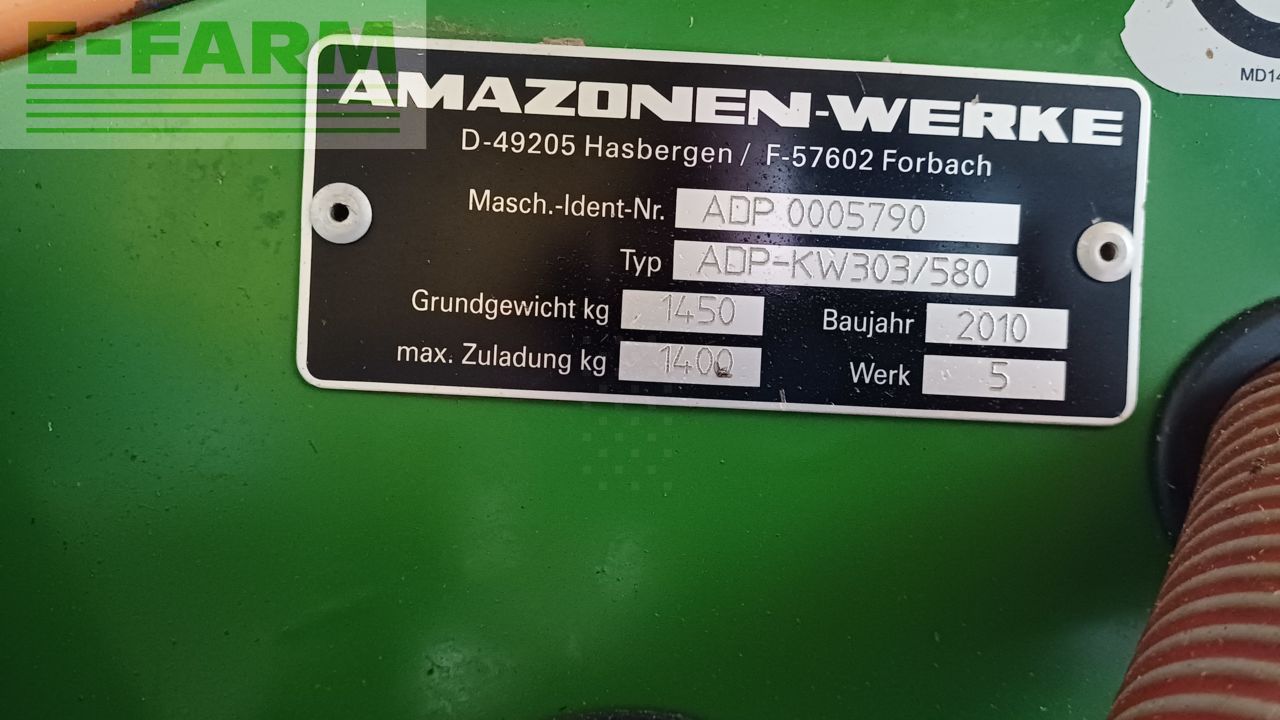 E-FARM
AMAZONEN-WERKE
D-49205 Hasbergen / F-57602 Forbach
Masch.-Ident-Nr. ADP 0005790
Typ ADP-KW303/580
Grundgewicht kg 1450 Baujahr 2010
max. Zuladung kg 1400 Werk 5